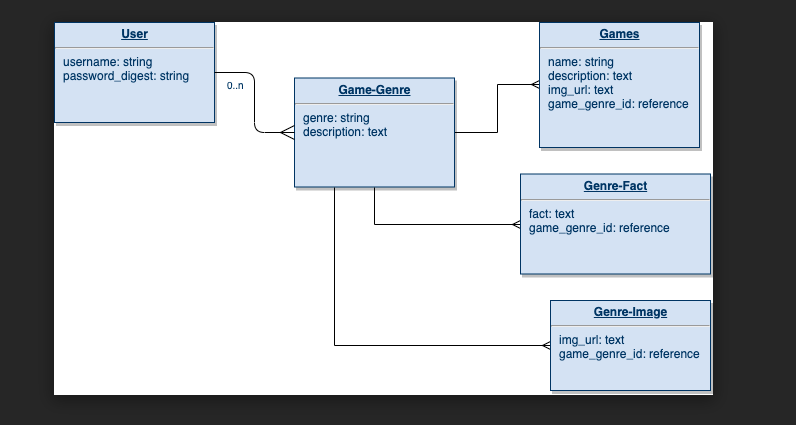 User
username: string
password_digest: string
0..n
Game-Genre
genre: string
description: text
Games
name: string
description: text
img_url: text
game_genre_id: reference
Genre-Fact
fact: text
game_genre_id: reference
Genre-Image
img_url: text
game_genre_id: reference